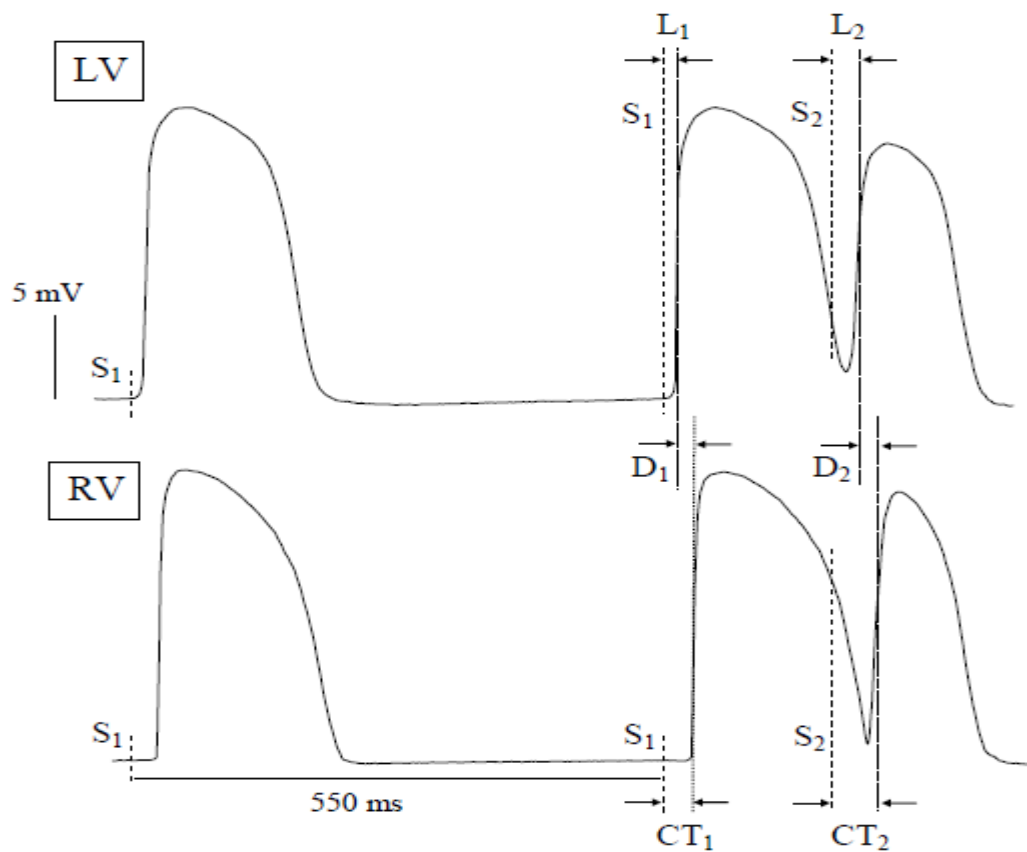 L₁ L₂
LV
S₁ S₂
5 mV
S₁
D₁ D₂
RV
S₁ S₁ S₂
550 ms
CT₁ CT₂